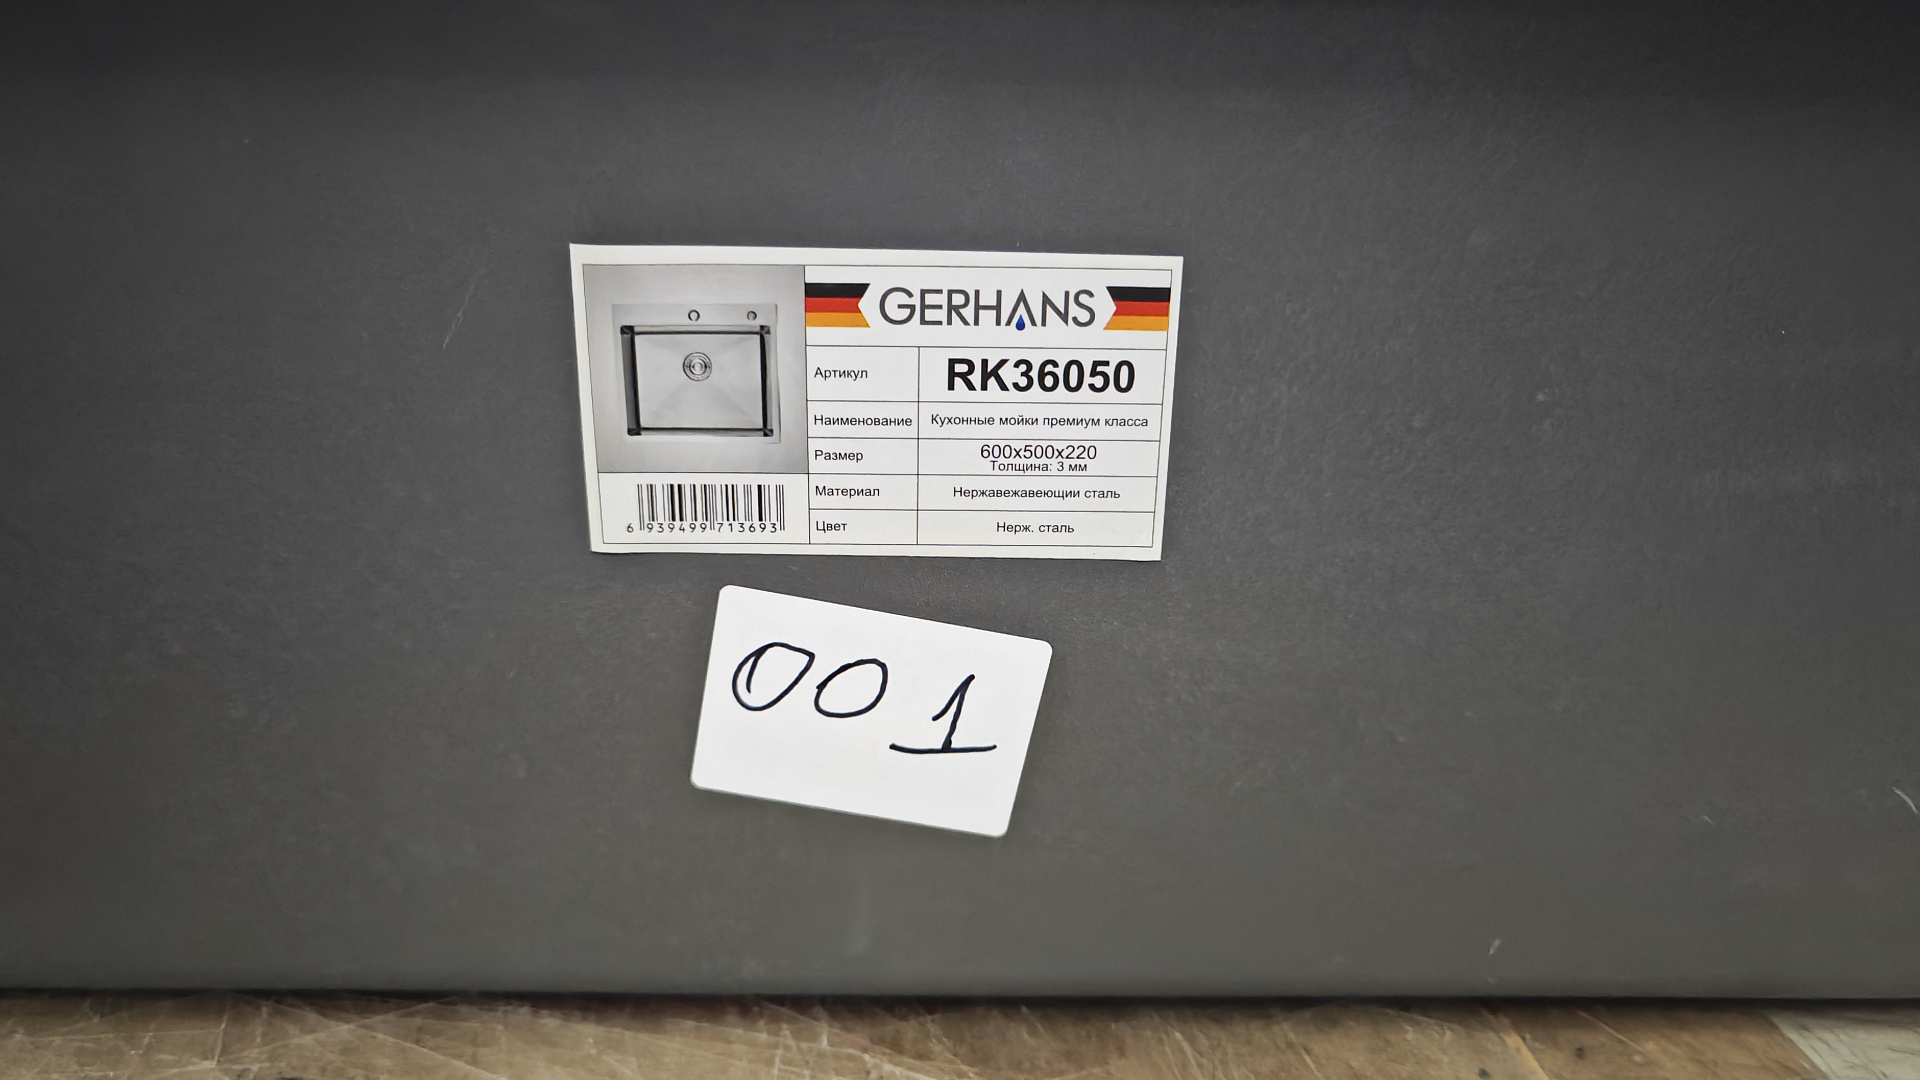 GERHANS
Артикул RK36050
Наименование Кухонные мойки премиум класса
Размер 600x500x220
Толщина: 3 мм
Материал Нержавежавеющии сталь
Цвет Нерж. сталь
6 939499 713693
001